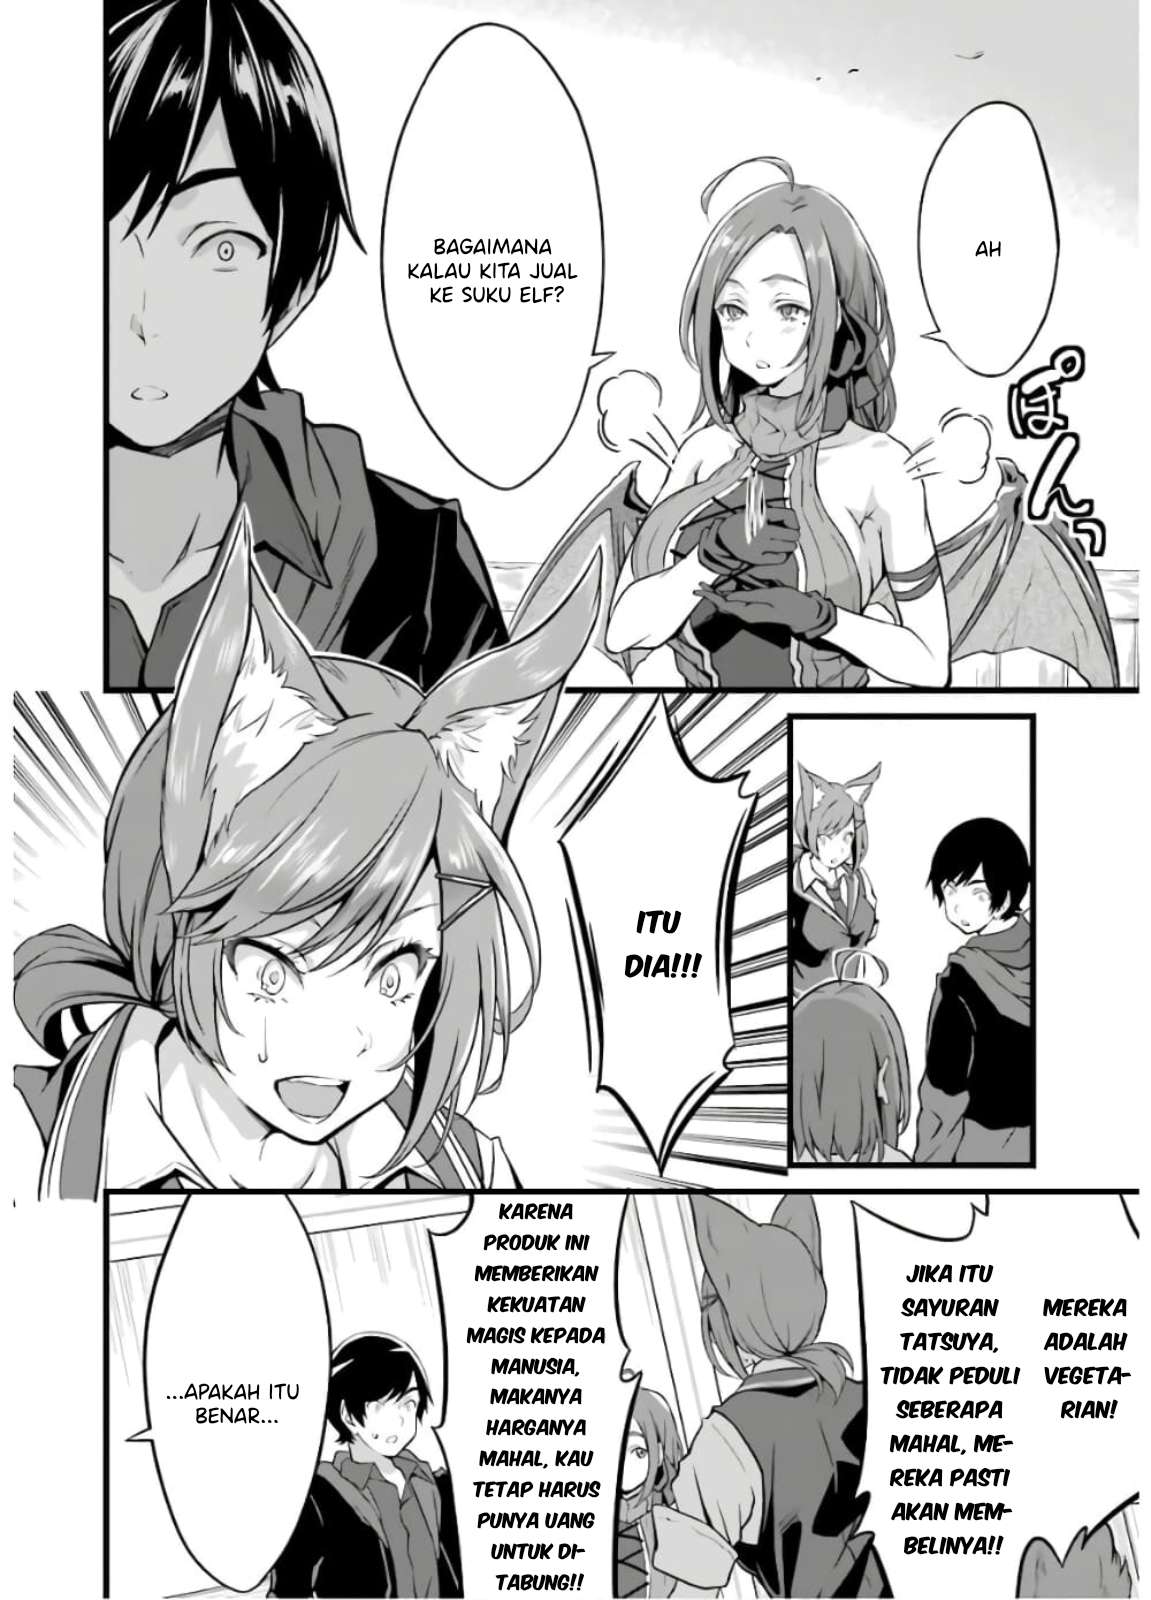 AH
ぽんっ
BAGAIMANA
KALAU KITA JUAL
KE SUKU ELF?
ITU
DIA!!!
MEREKA
ADALAH
VEGETA-
RIAN!
JIKA ITU
SAYURAN
TATSUYA,
TIDAK PEDULI
SEBERAPA
MAHAL, ME-
REKA PASTI
AKAN MEM-
BELINYA!!
KARENA
PRODUK INI
MEMBERIKAN
KEKUATAN
MAGIS KEPADA
MANUSIA,
MAKANYA
HARGANYA
MAHAL, KAU
TETAP HARUS
PUNYA UANG
UNTUK DI-
TABUNG!!
...APAKAH ITU
BENAR...